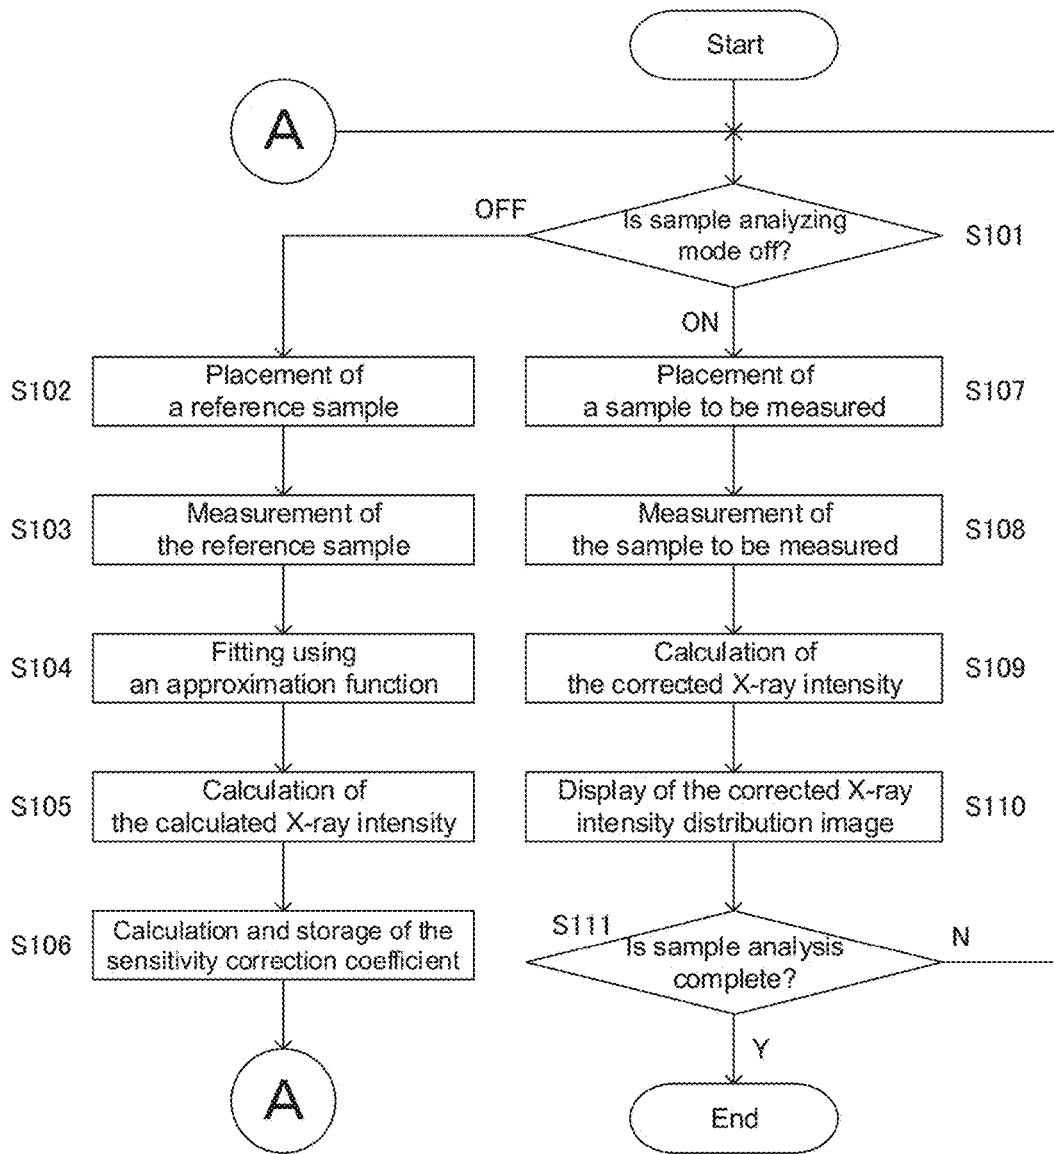 Start
A
OFF
Is sample analyzing
mode off?
S101
ON
S102
Placement of
a reference sample
Placement of
a sample to be measured
S107
S103
Measurement of
the reference sample
Measurement of
the sample to be measured
S108
S104
Fitting using
an approximation function
Calculation of
the corrected X-ray intensity
S109
S105
Calculation of
the calculated X-ray intensity
Display of the corrected X-ray
intensity distribution image
S110
S106
Calculation and storage of the
sensitivity correction coefficient
S111
Is sample analysis
complete?
N
Y
A
End